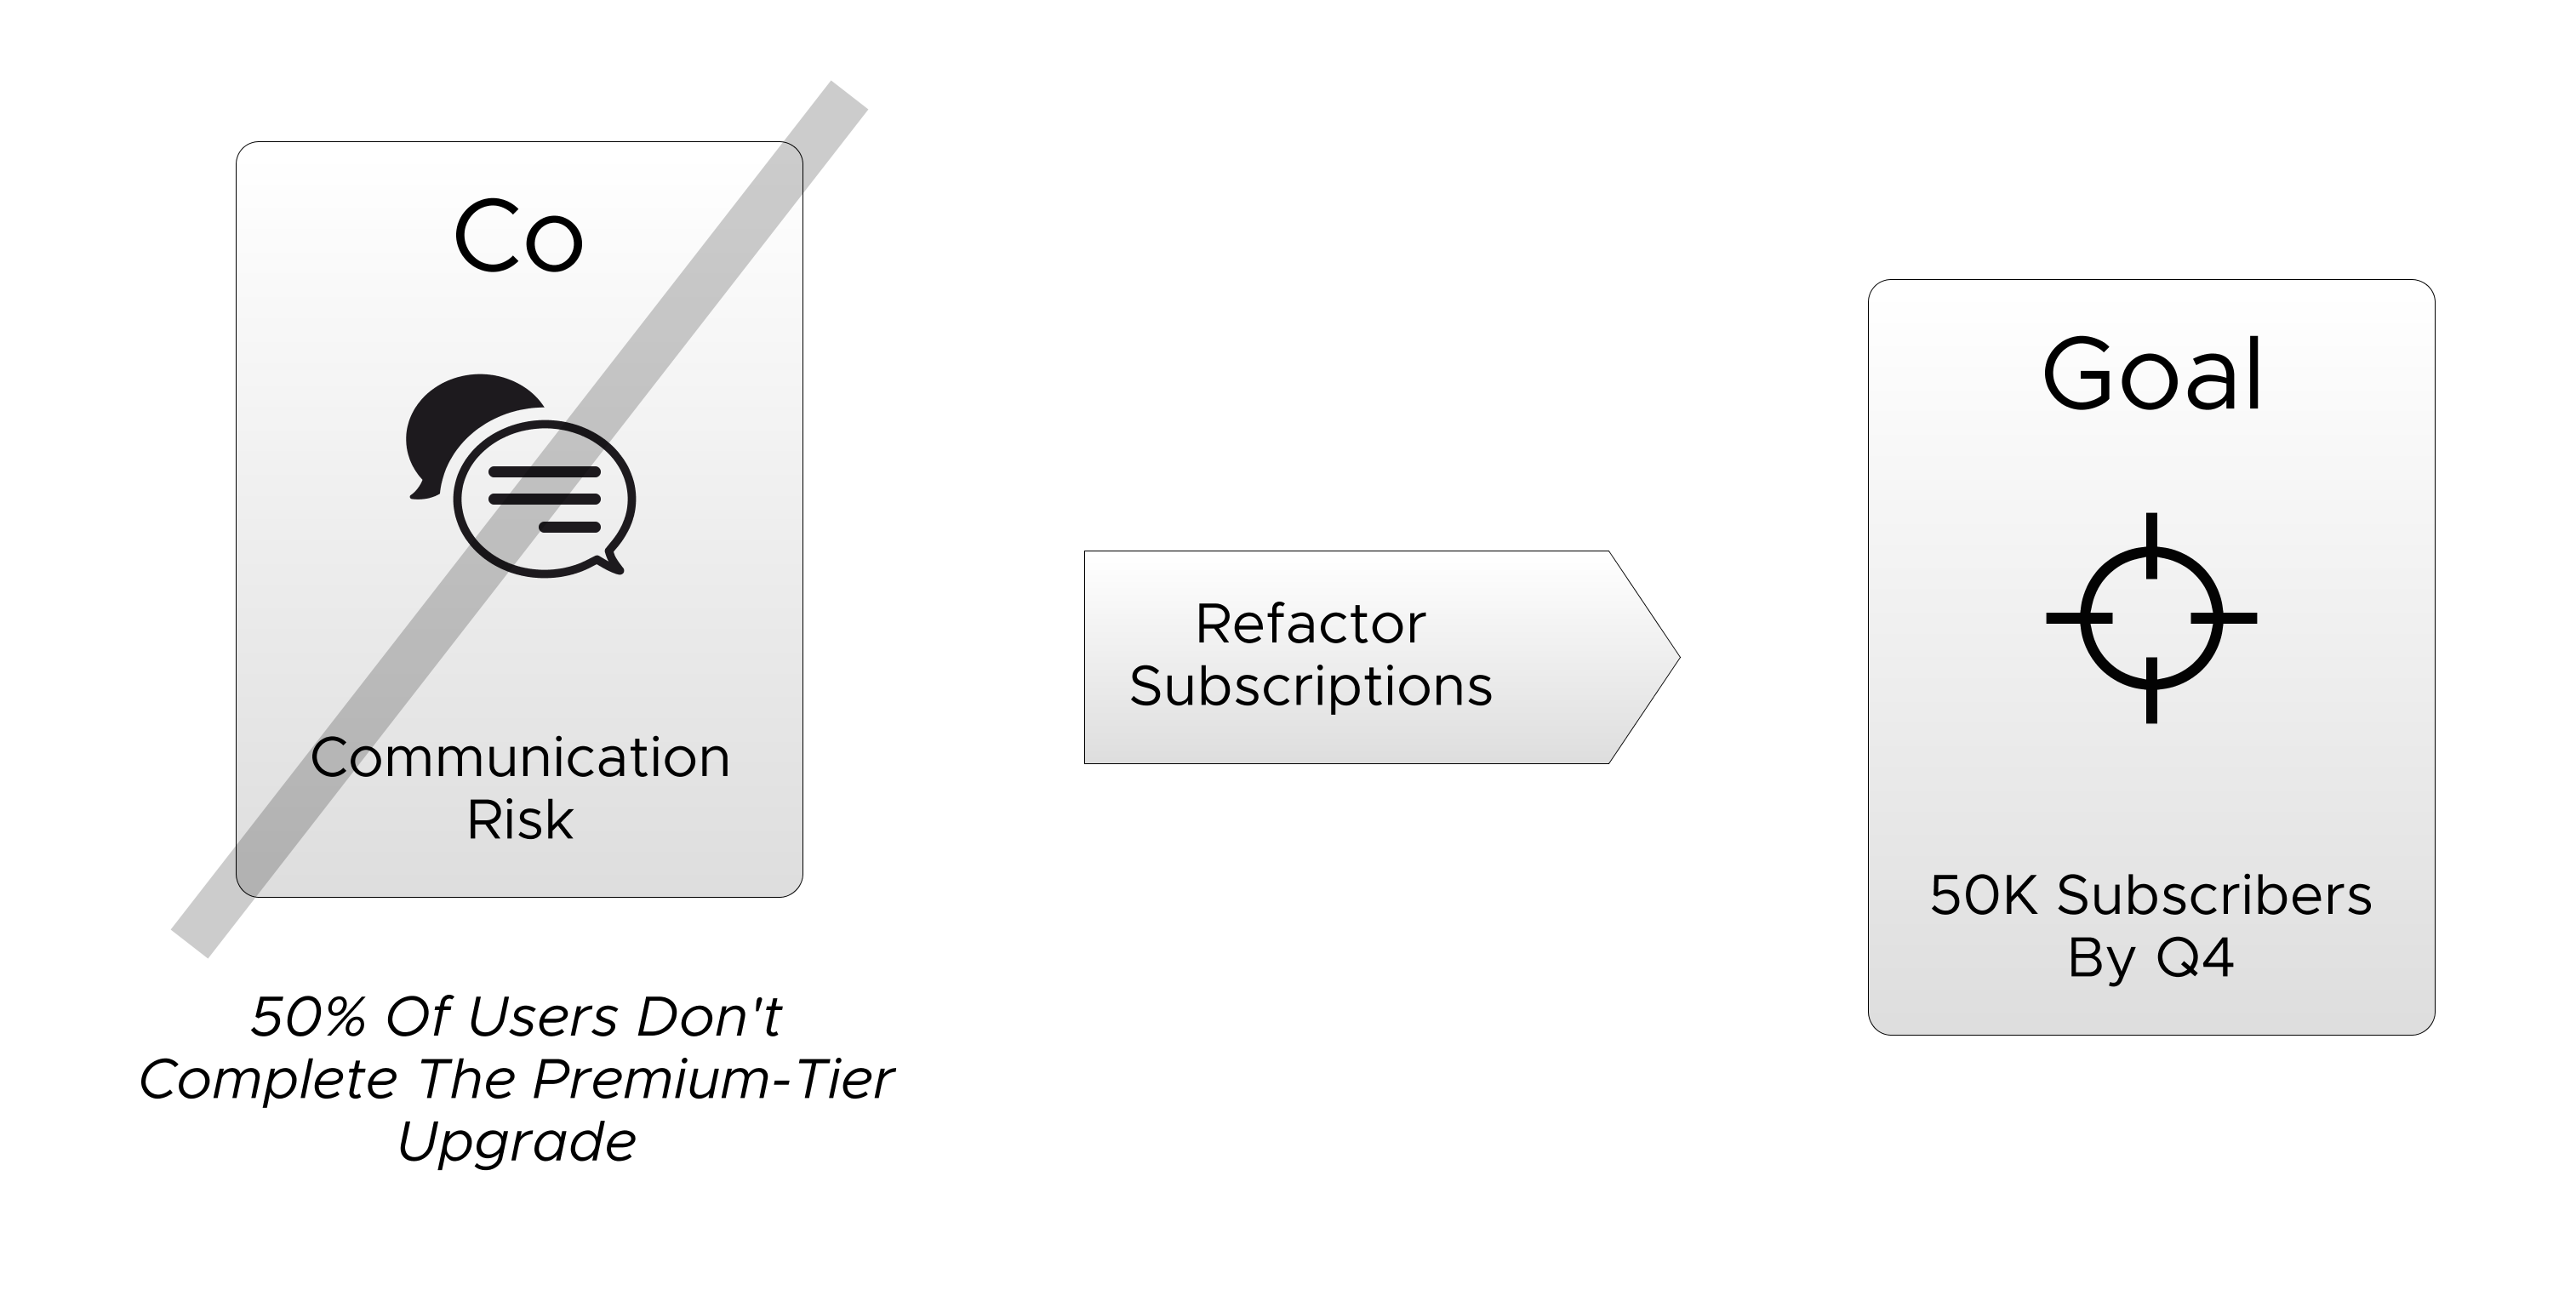 Co
Communication
Risk
50% Of Users Don't
Complete The Premium-Tier
Upgrade
Refactor
Subscriptions
Goal
50K Subscribers
By Q4